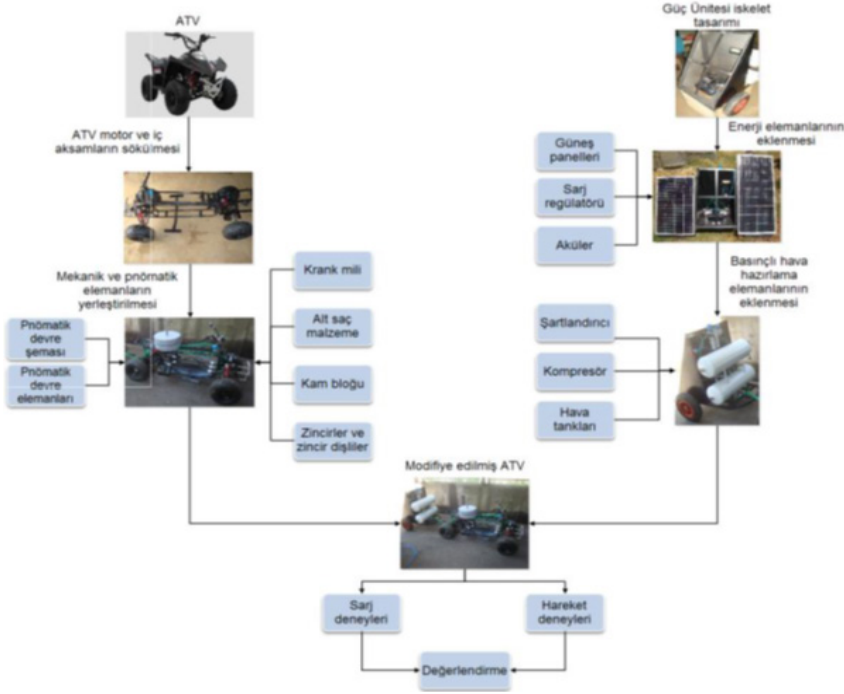 ATV
Güç Ünitesi iskelet
tasarımı
ATV motor ve iç
aksamların sökülmesi
Enerji elemanlarının
eklenmesi
Güneş
panelleri
Sarj
regülatörü
Aküler
Mekanik ve pnömatik
elemanların
yerleştirilmesi
Basınçlı hava
hazırlama
elemanlarının
eklenmesi
Pnömatik
devre
şeması
Pnömatik
devre
elemanları
Krank mili
Alt saç
malzeme
Kam bloğu
Zincirler ve
zincir dişliler
Şartlandırıcı
Kompresör
Hava
tankları
Modifiye edilmiş ATV
Sarj
deneyleri
Hareket
deneyleri
Değerlendirme